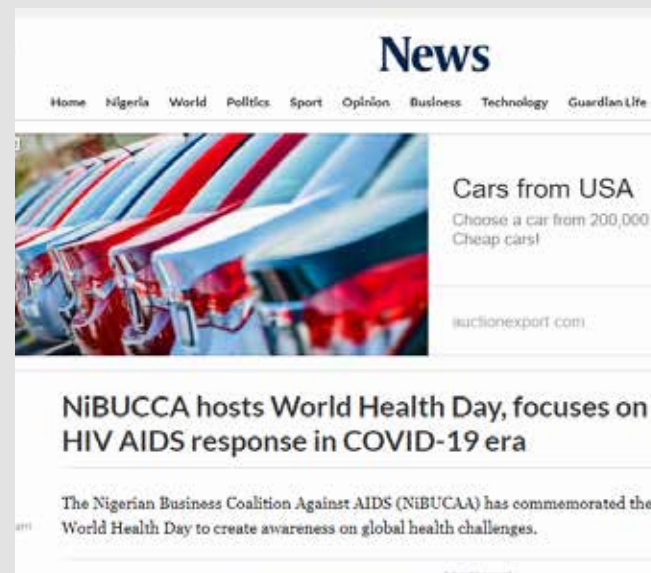 News
Home Nigeria World Politics Sport Opinion Business Technology Guardian Life
Cars from USA
Choose a car from 200,000
Cheap cars!
auctionexport com
NiBUCCA hosts World Health Day, focuses on
HIV AIDS response in COVID-19 era
The Nigerian Business Coalition Against AIDS (NiBUCAA) has commemorated the
World Health Day to create awareness on global health challenges.